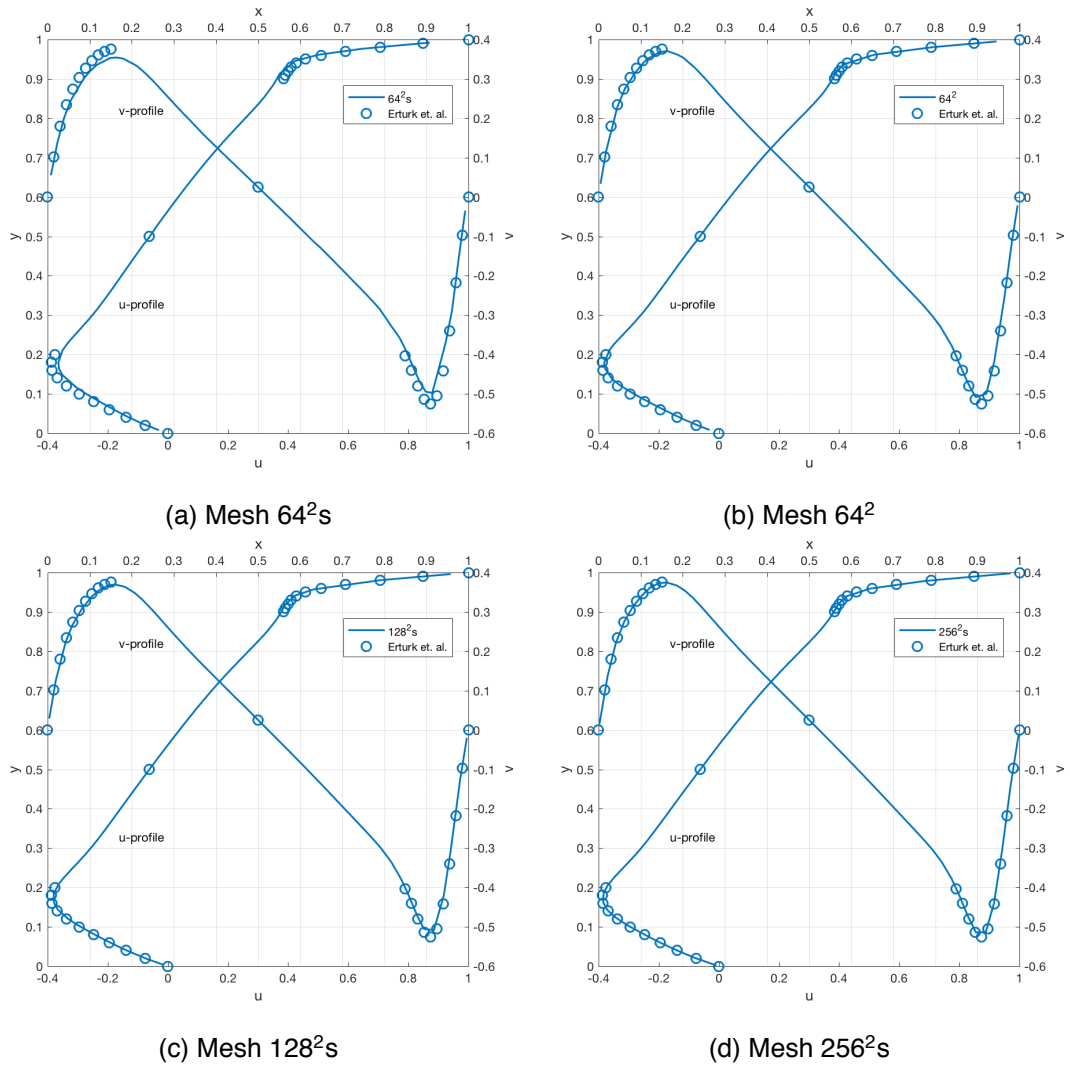 x
0 0.1 0.2 0.3 0.4 0.5 0.6 0.7 0.8 0.9 1
1 0.4
0.9 0.3
0.8 0.2
0.7 0.1
0.6 0
0.5 -0.1
0.4 -0.2
0.3 -0.3
0.2 -0.4
0.1 -0.5
0 -0.6
y
v
64²s
Erturk et. al.
v-profile
u-profile
-0.4 -0.2 0 0.2 0.4 0.6 0.8 1
u
(a) Mesh 64²s
x
0 0.1 0.2 0.3 0.4 0.5 0.6 0.7 0.8 0.9 1
1 0.4
0.9 0.3
0.8 0.2
0.7 0.1
0.6 0
0.5 -0.1
0.4 -0.2
0.3 -0.3
0.2 -0.4
0.1 -0.5
0 -0.6
y
v
64²
Erturk et. al.
v-profile
u-profile
-0.4 -0.2 0 0.2 0.4 0.6 0.8 1
u
(b) Mesh 64²
x
0 0.1 0.2 0.3 0.4 0.5 0.6 0.7 0.8 0.9 1
1 0.4
0.9 0.3
0.8 0.2
0.7 0.1
0.6 0
0.5 -0.1
0.4 -0.2
0.3 -0.3
0.2 -0.4
0.1 -0.5
0 -0.6
y
v
128²s
Erturk et. al.
v-profile
u-profile
-0.4 -0.2 0 0.2 0.4 0.6 0.8 1
u
(c) Mesh 128²s
x
0 0.1 0.2 0.3 0.4 0.5 0.6 0.7 0.8 0.9 1
1 0.4
0.9 0.3
0.8 0.2
0.7 0.1
0.6 0
0.5 -0.1
0.4 -0.2
0.3 -0.3
0.2 -0.4
0.1 -0.5
0 -0.6
y
v
256²s
Erturk et. al.
v-profile
u-profile
-0.4 -0.2 0 0.2 0.4 0.6 0.8 1
u
(d) Mesh 256²s